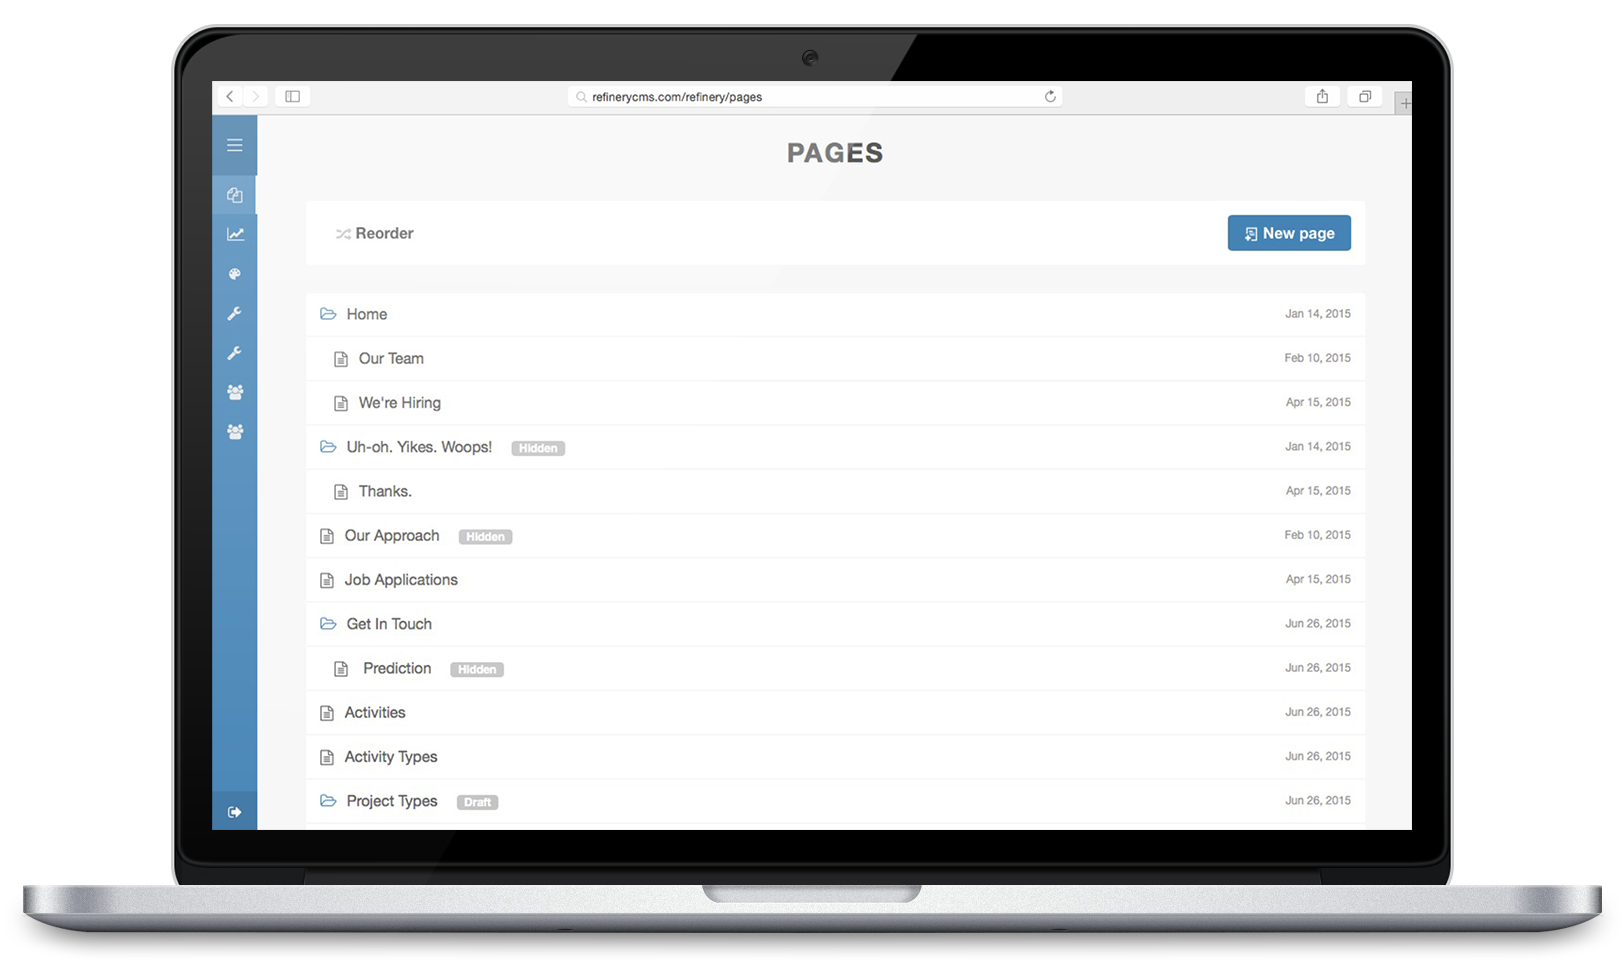 refinerycms.com/refinery/pages
PAGES
Reorder
New page
Home Jan 14, 2015
Our Team Feb 10, 2015
We're Hiring Apr 15, 2015
Uh-oh. Yikes. Woops! Hidden Jan 14, 2015
Thanks. Apr 15, 2015
Our Approach Hidden Feb 10, 2015
Job Applications Apr 15, 2015
Get In Touch Jun 26, 2015
Prediction Hidden Jun 26, 2015
Activities Jun 26, 2015
Activity Types Jun 26, 2015
Project Types Draft Jun 26, 2015